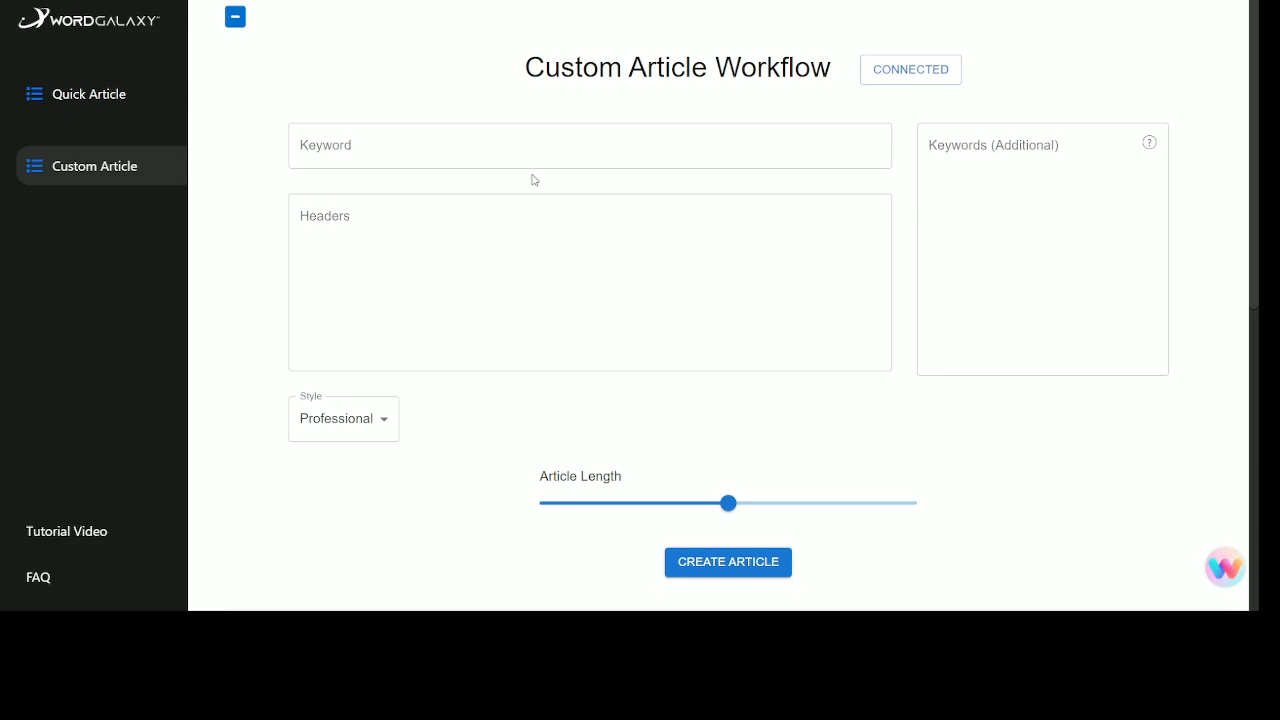 WORDGALAXY™
Quick Article
Custom Article
Tutorial Video
FAQ
Custom Article Workflow
CONNECTED
Keyword
Keywords (Additional)
?
Headers
Style
Professional
Article Length
CREATE ARTICLE
W